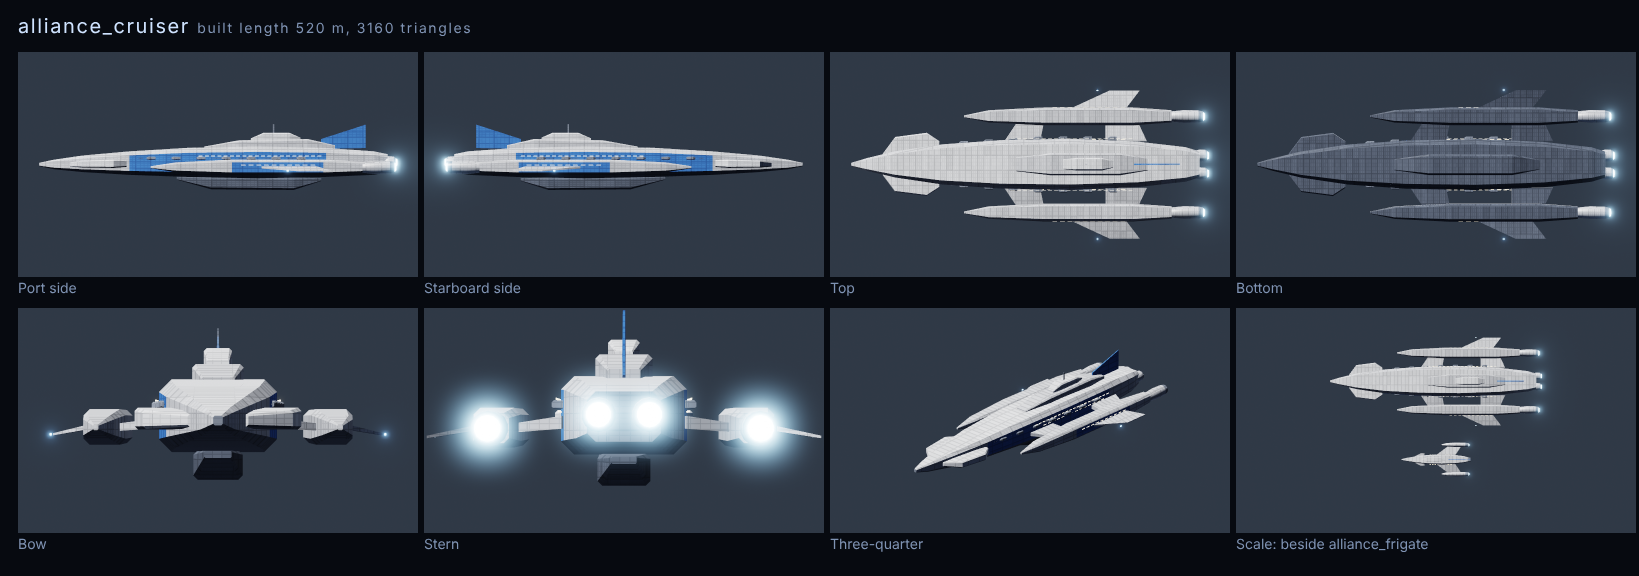 alliance_cruiser built length 520 m, 3160 triangles
Port side
Starboard side
Top
Bottom
Bow
Stern
Three-quarter
Scale: beside alliance_frigate